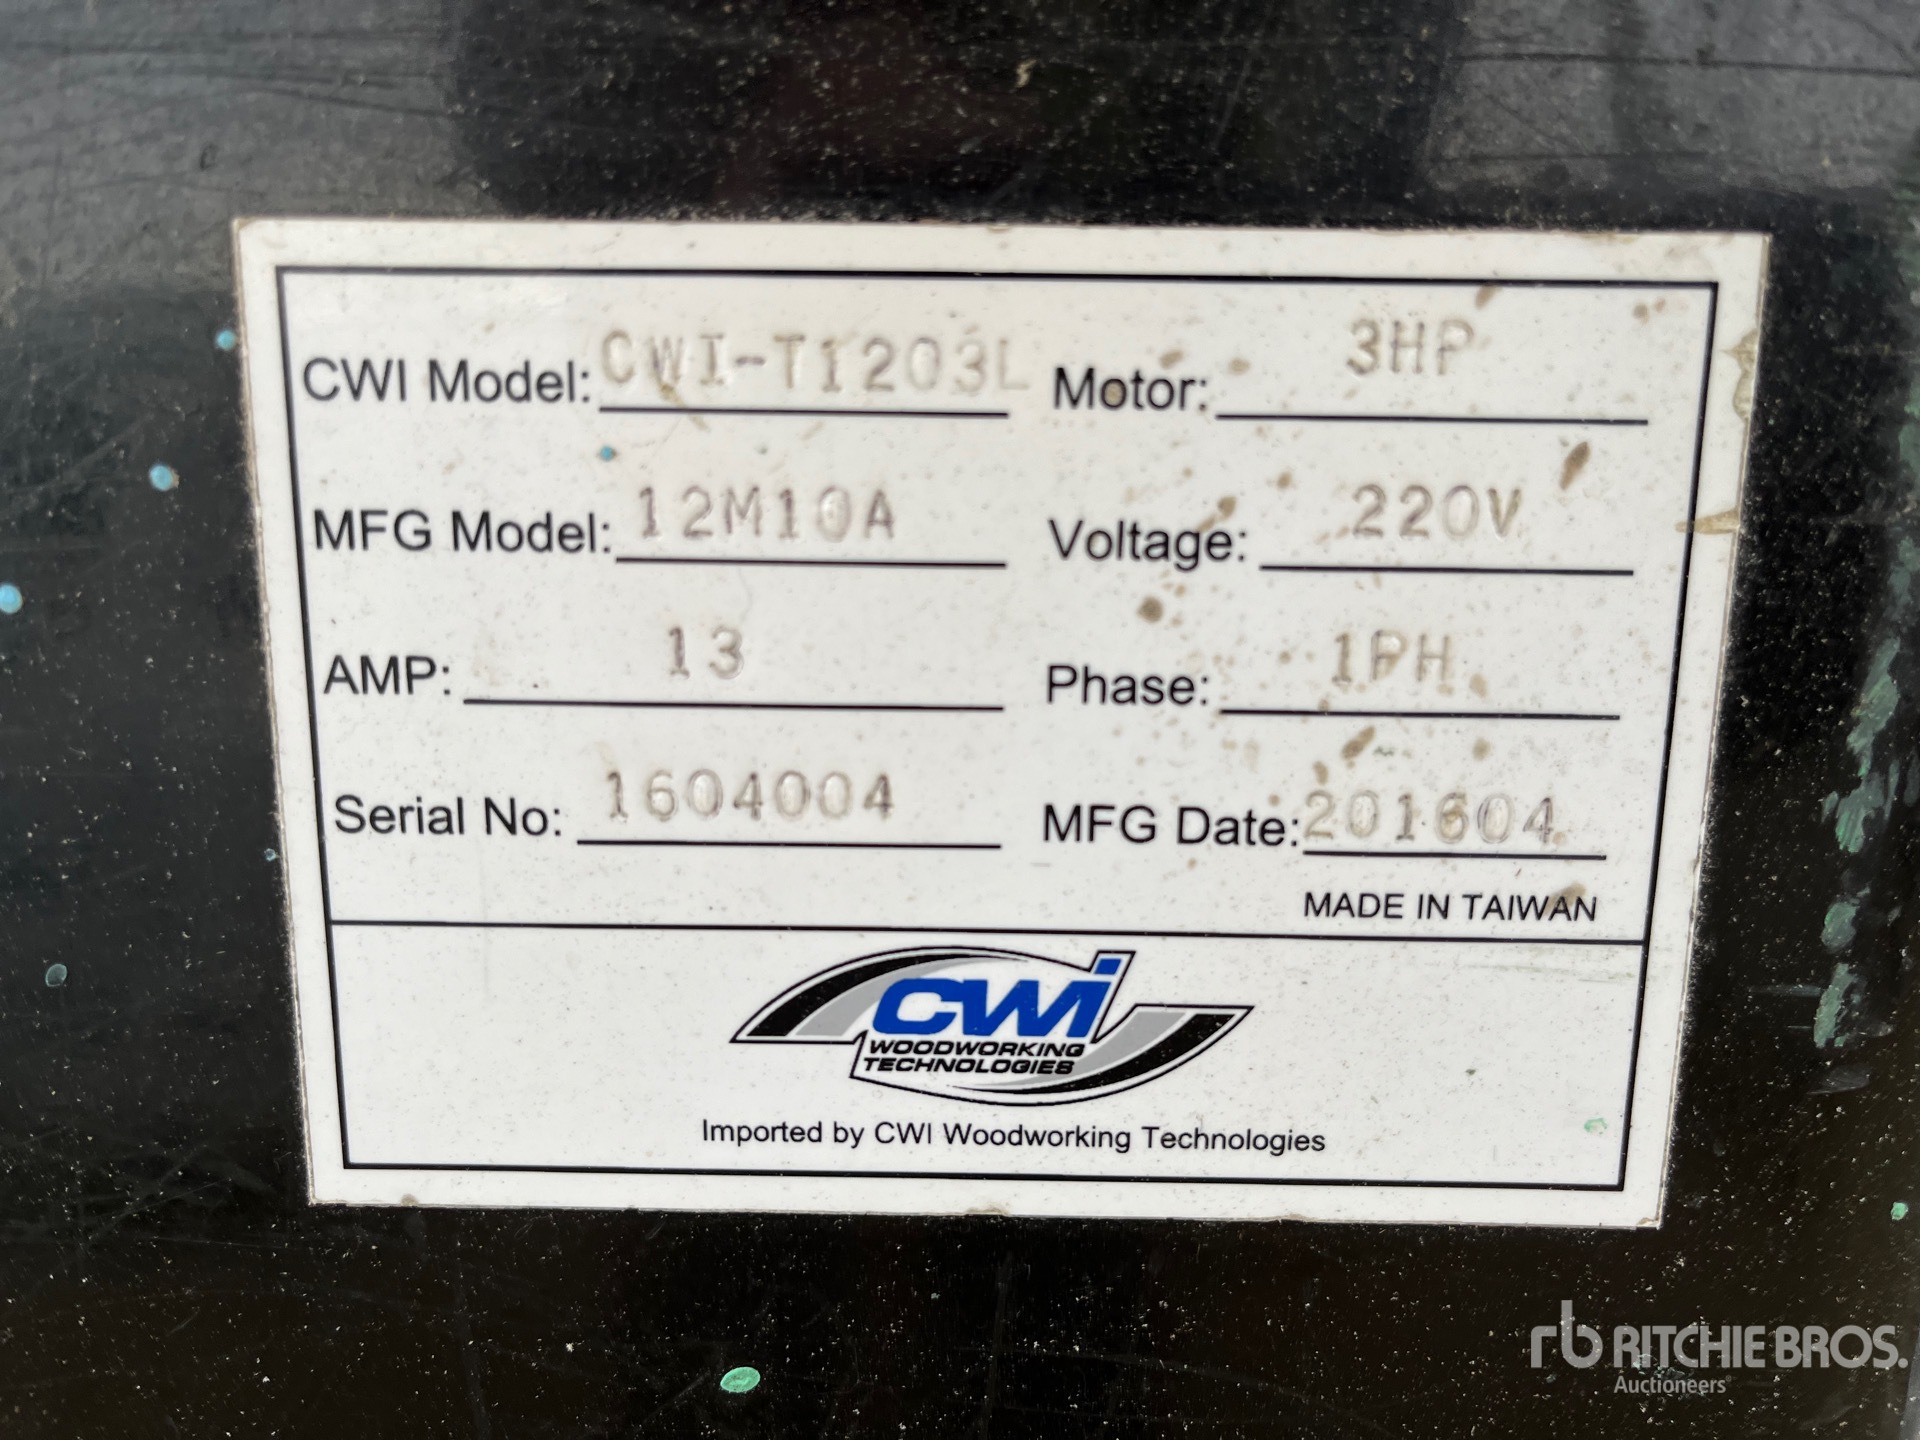 CWI Model: CWI-T1203L Motor: 3HP
MFG Model: 12M10A Voltage: 220V
AMP: 13 Phase: 1PH
Serial No: 1604004 MFG Date: 201604
MADE IN TAIWAN
CWI
WOODWORKING
TECHNOLOGIES
Imported by CWI Woodworking Technologies
rb RITCHIE BROS.
Auctioneers